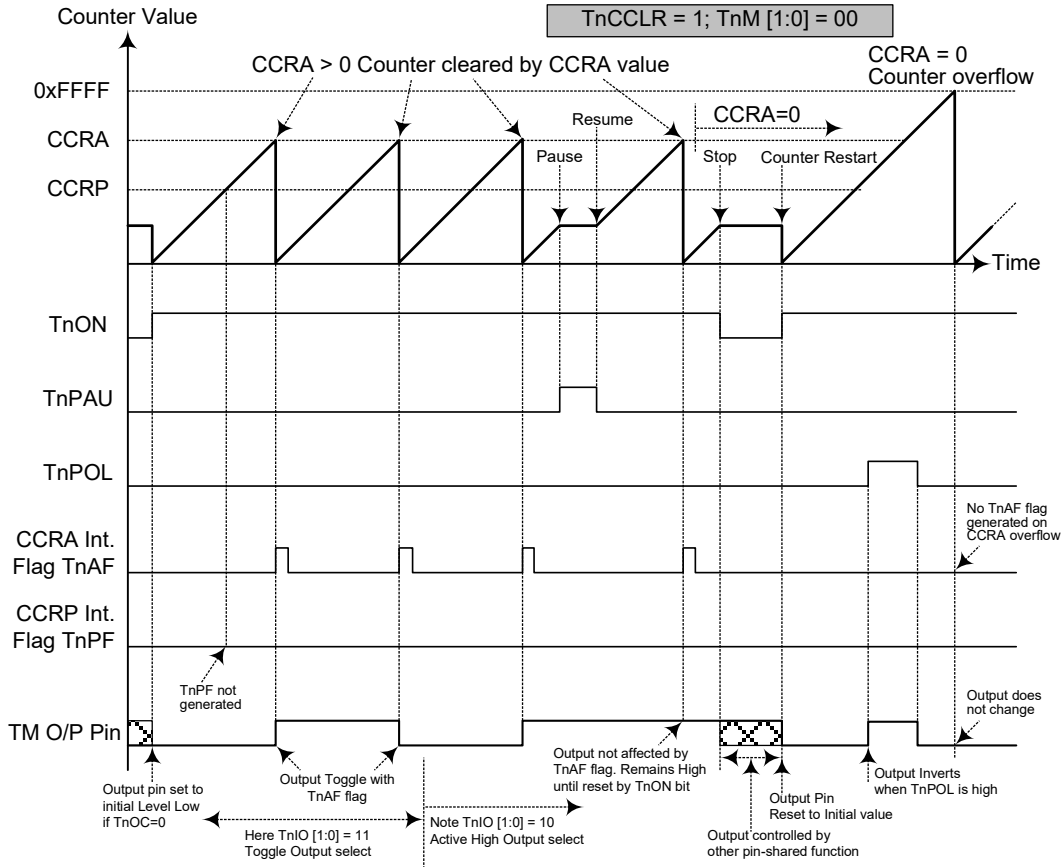 Counter Value
TnCCLR = 1; TnM [1:0] = 00
CCRA > 0 Counter cleared by CCRA value
CCRA = 0
Counter overflow
0xFFFF
CCRA
CCRP
Resume
CCRA=0
Pause
Stop
Counter Restart
Time
TnON
TnPAU
TnPOL
CCRA Int.
Flag TnAF
No TnAF flag
generated on
CCRA overflow
CCRP Int.
Flag TnPF
TnPF not
generated
TM O/P Pin
Output does
not change
Output pin set to
initial Level Low
if TnOC=0
Output Toggle with
TnAF flag
Here TnIO [1:0] = 11
Toggle Output select
Note TnIO [1:0] = 10
Active High Output select
Output not affected by
TnAF flag. Remains High
until reset by TnON bit
Output controlled by
other pin-shared function
Output Pin
Reset to Initial value
Output Inverts
when TnPOL is high